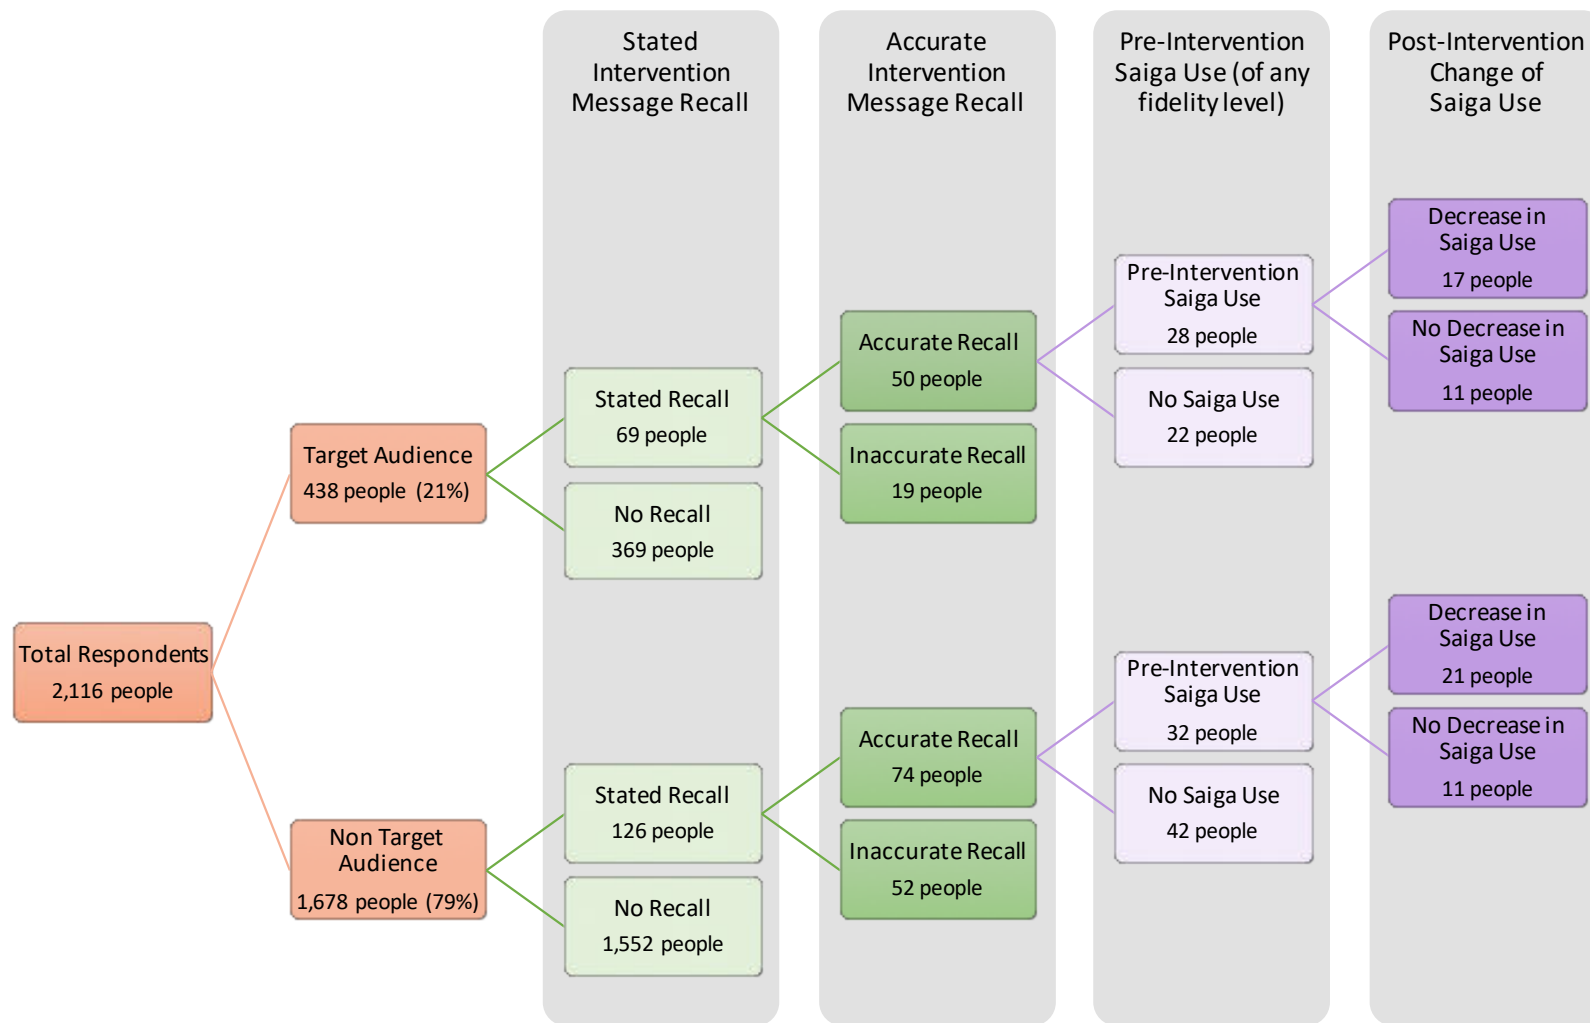 Stated
Intervention
Message Recall
Accurate
Intervention
Message Recall
Pre-Intervention
Saiga Use (of any
fidelity level)
Post-Intervention
Change of
Saiga Use
Total Respondents
2,116 people
Target Audience
438 people (21%)
Stated Recall
69 people
No Recall
369 people
Accurate Recall
50 people
Inaccurate Recall
19 people
Pre-Intervention
Saiga Use
28 people
No Saiga Use
22 people
Decrease in
Saiga Use
17 people
No Decrease in
Saiga Use
11 people
Non Target
Audience
1,678 people (79%)
Stated Recall
126 people
No Recall
1,552 people
Accurate Recall
74 people
Inaccurate Recall
52 people
Pre-Intervention
Saiga Use
32 people
No Saiga Use
42 people
Decrease in
Saiga Use
21 people
No Decrease in
Saiga Use
11 people